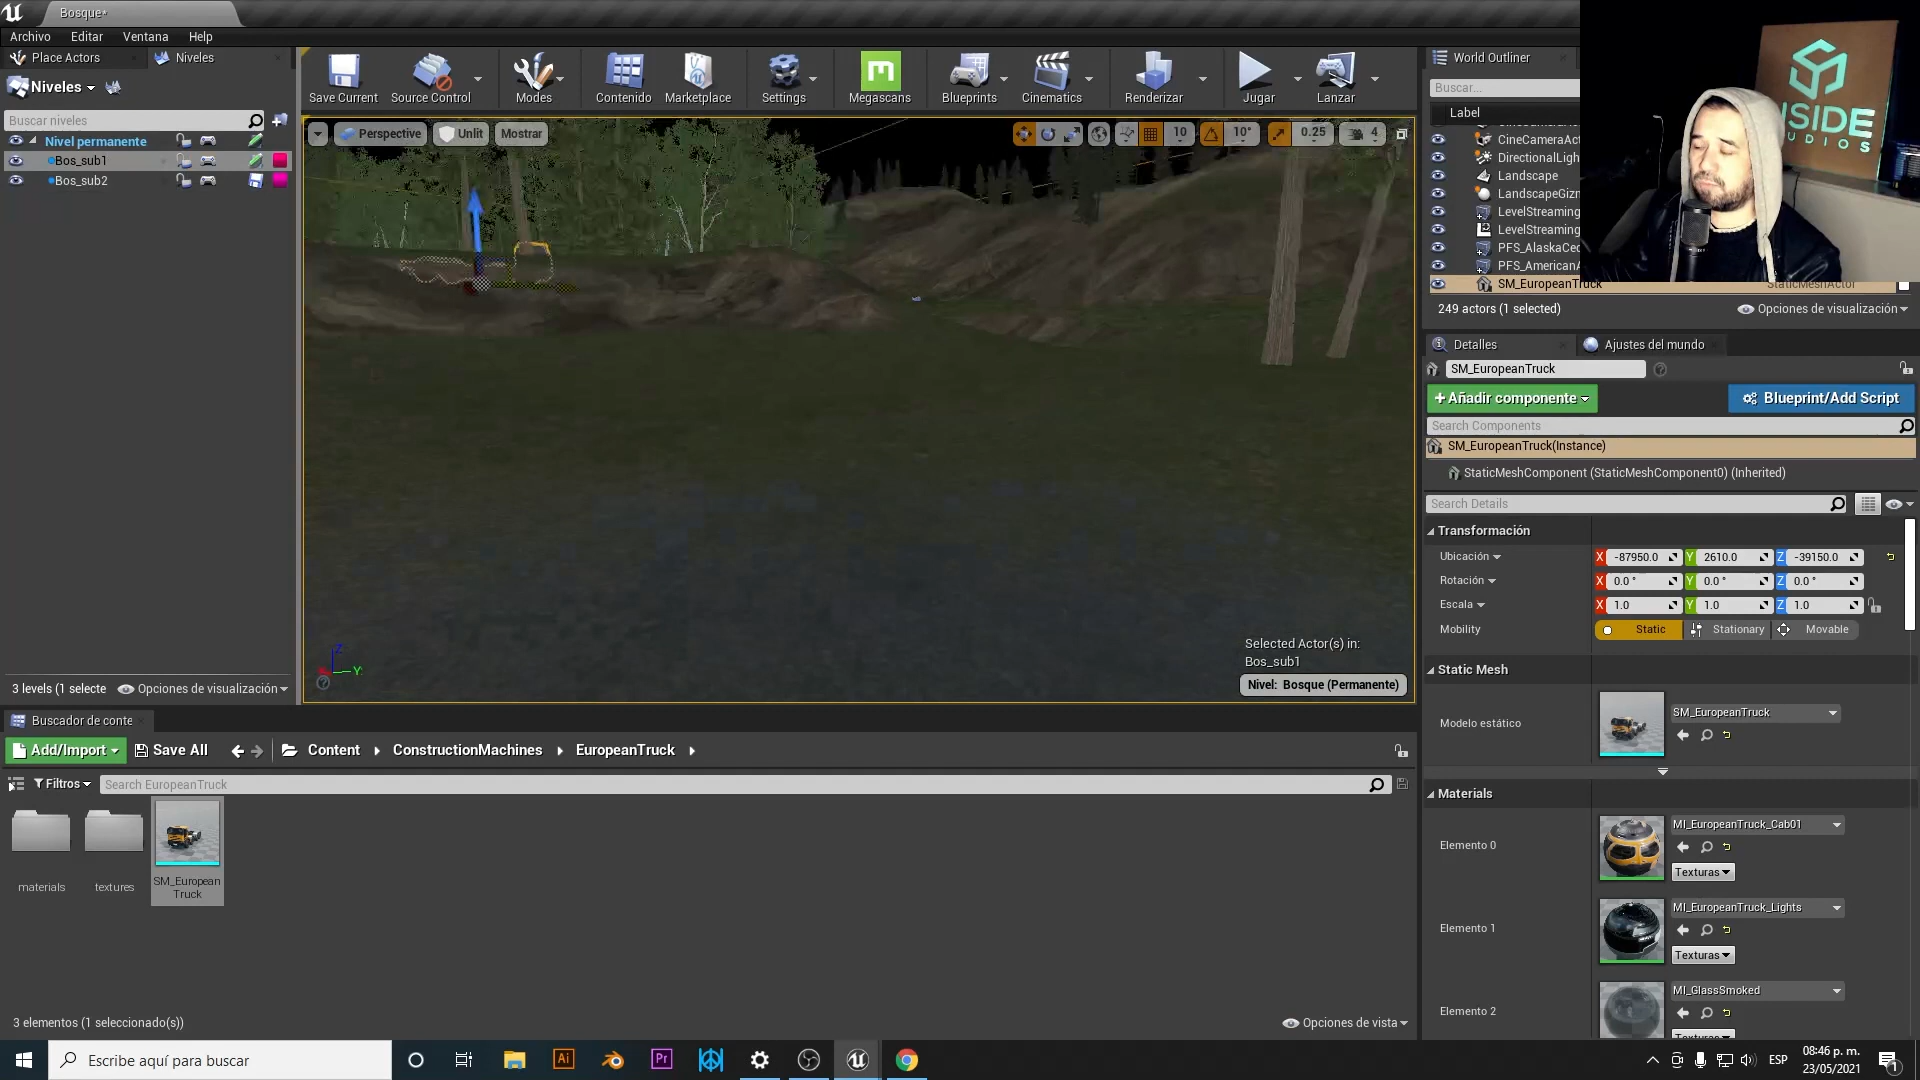 Bosque*
Archivo Editar Ventana Help
Place Actors Niveles
Niveles
Buscar niveles
Nivel permanente
Bos_sub1
Bos_sub2
3 levels (1 selecte Opciones de visualización
Save Current Source Control Modes Contenido Marketplace Settings Megascans Blueprints Cinematics Renderizar Jugar Lanzar
Perspective Unlit Mostrar 10 10° 0.25 4
Selected Actor(s) in:
Bos_sub1
Nivel: Bosque (Permanente)
World Outliner
Buscar...
Label
CineCameraAct
DirectionalLigh
Landscape
LandscapeGizm
LevelStreaming
LevelStreaming
PFS_AlaskaCed
PFS_AmericanA
SM_EuropeanTruck StaticMeshActor
249 actors (1 selected) Opciones de visualización
INSIDE
STUDIOS
Detalles Ajustes del mundo
SM_EuropeanTruck
+Añadir componente Blueprint/Add Script
Search Components
SM_EuropeanTruck(Instance)
StaticMeshComponent (StaticMeshComponent0) (Inherited)
Search Details
Transformación
Ubicación X -87950.0 Y 2610.0 Z -39150.0
Rotación X 0.0 ° Y 0.0 ° Z 0.0 °
Escala X 1.0 Y 1.0 Z 1.0
Mobility Static Stationary Movable
Static Mesh
Modelo estático SM_EuropeanTruck
Materials
Elemento 0 MI_EuropeanTruck_Cab01
Texturas
Elemento 1 MI_EuropeanTruck_Lights
Texturas
Elemento 2 MI_GlassSmoked
Texturas
Buscador de conte
Add/Import Save All Content ConstructionMachines EuropeanTruck
Filtros Search EuropeanTruck
materials
textures
SM_European
Truck
3 elementos (1 seleccionado(s)) Opciones de vista
Escribe aquí para buscar
Ai Pr
ESP
08:46 p. m.
23/05/2021
1